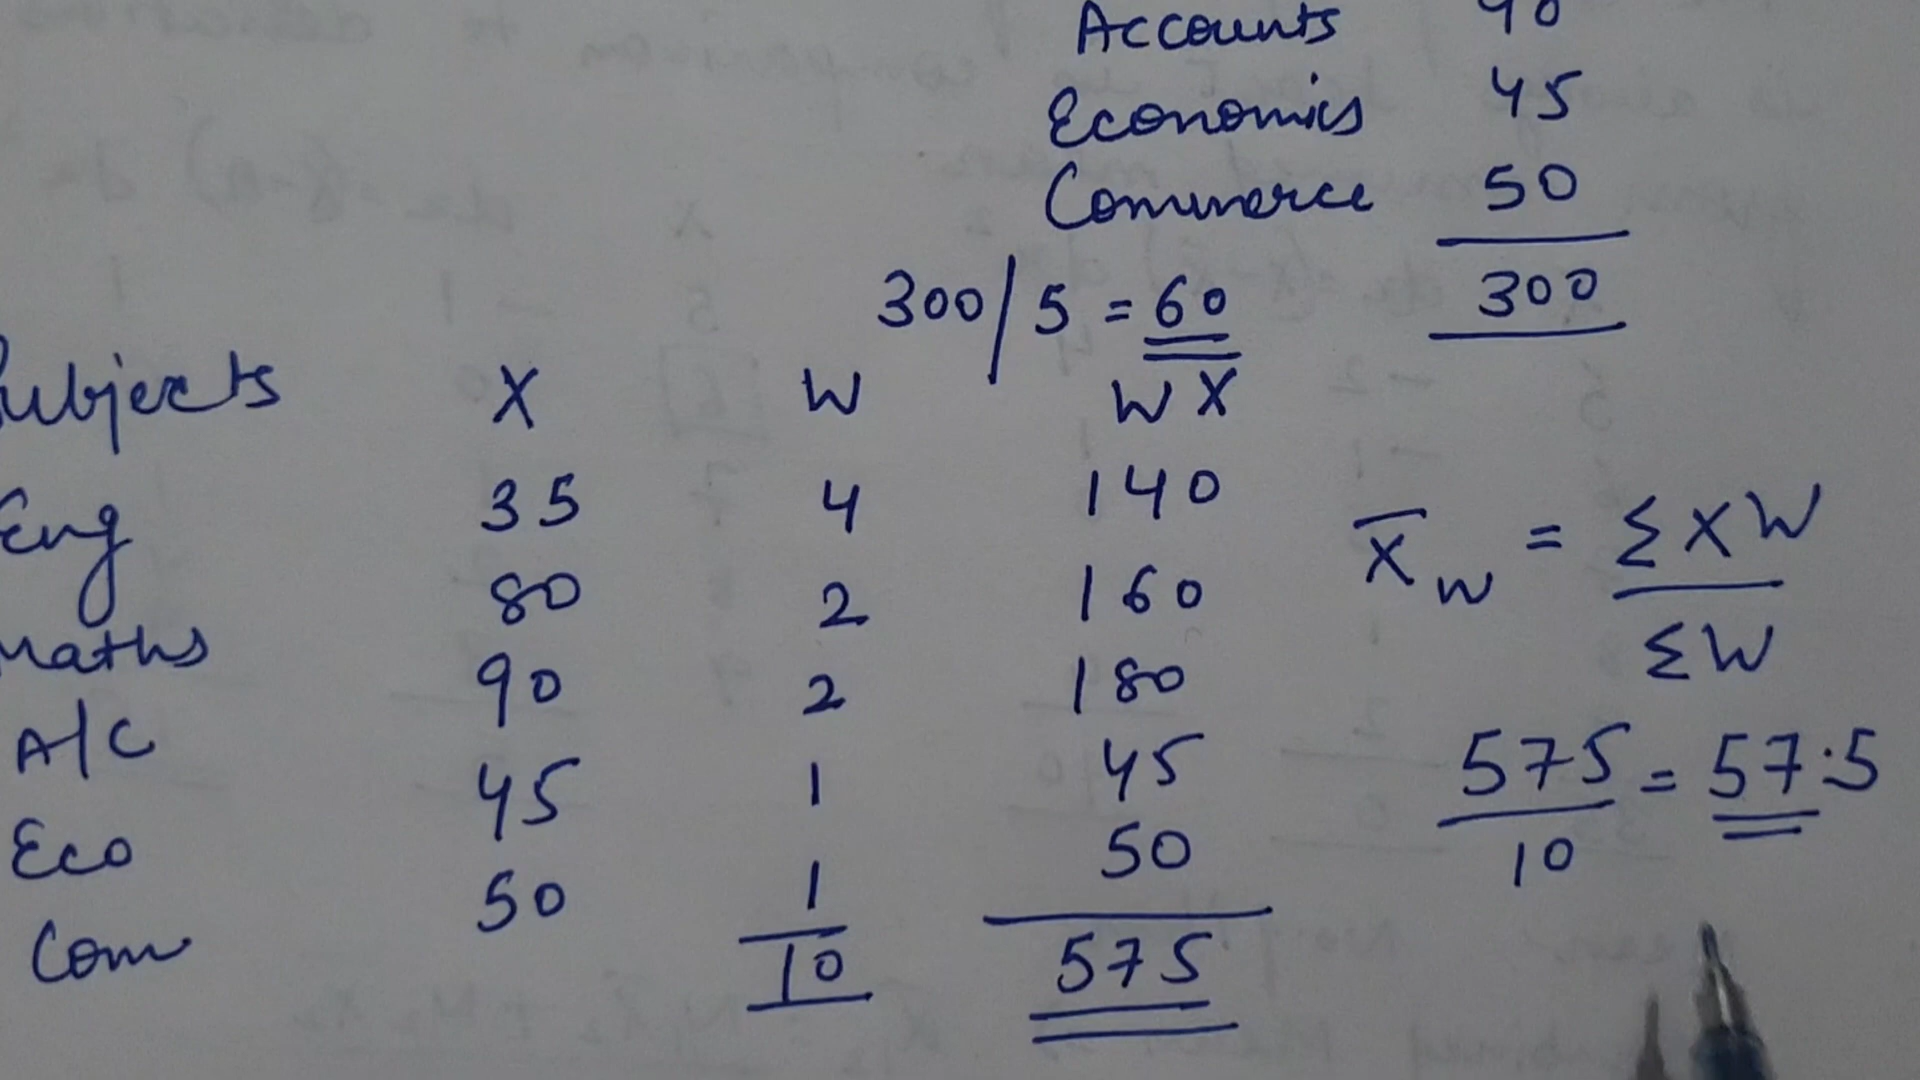 Accounts 90
Economics 45
Commerce 50
300
300/5 = 60
Subjects X W WX
Eng 35 4 140
Maths 80 2 160
A/C 90 2 180
Eco 45 1 45
Com 50 1 50
10 575
X̄w = ΣXW / ΣW
575/10 = 57.5